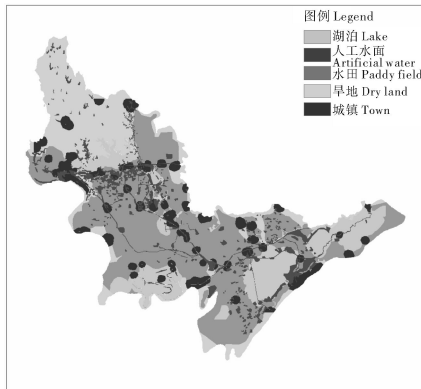 图例 Legend
湖泊 Lake
人工水面
Artificial water
水田 Paddy field
旱地 Dry land
城镇 Town